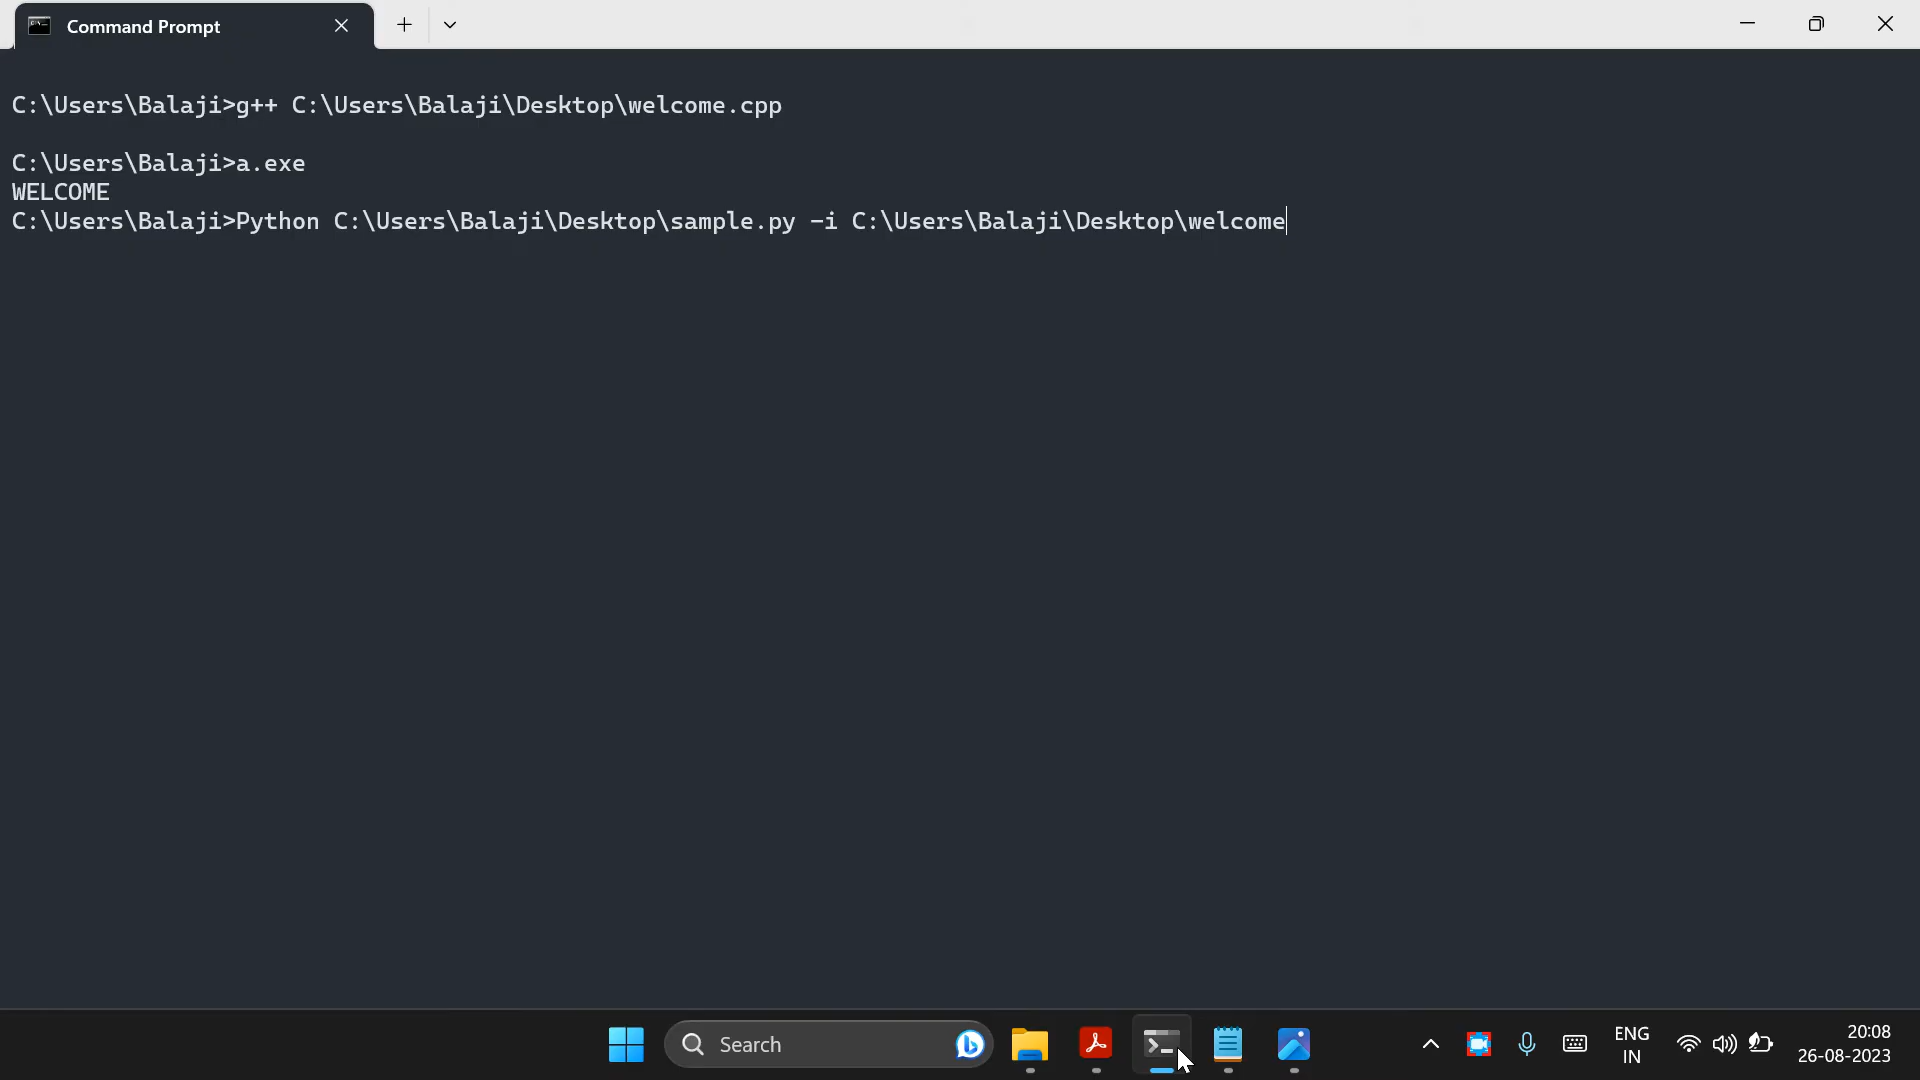 Command Prompt
C:\Users\Balaji>g++ C:\Users\Balaji\Desktop\welcome.cpp
C:\Users\Balaji>a.exe
WELCOME
C:\Users\Balaji>Python C:\Users\Balaji\Desktop\sample.py -i C:\Users\Balaji\Desktop\welcome
Search
ENG
IN
20:08
26-08-2023